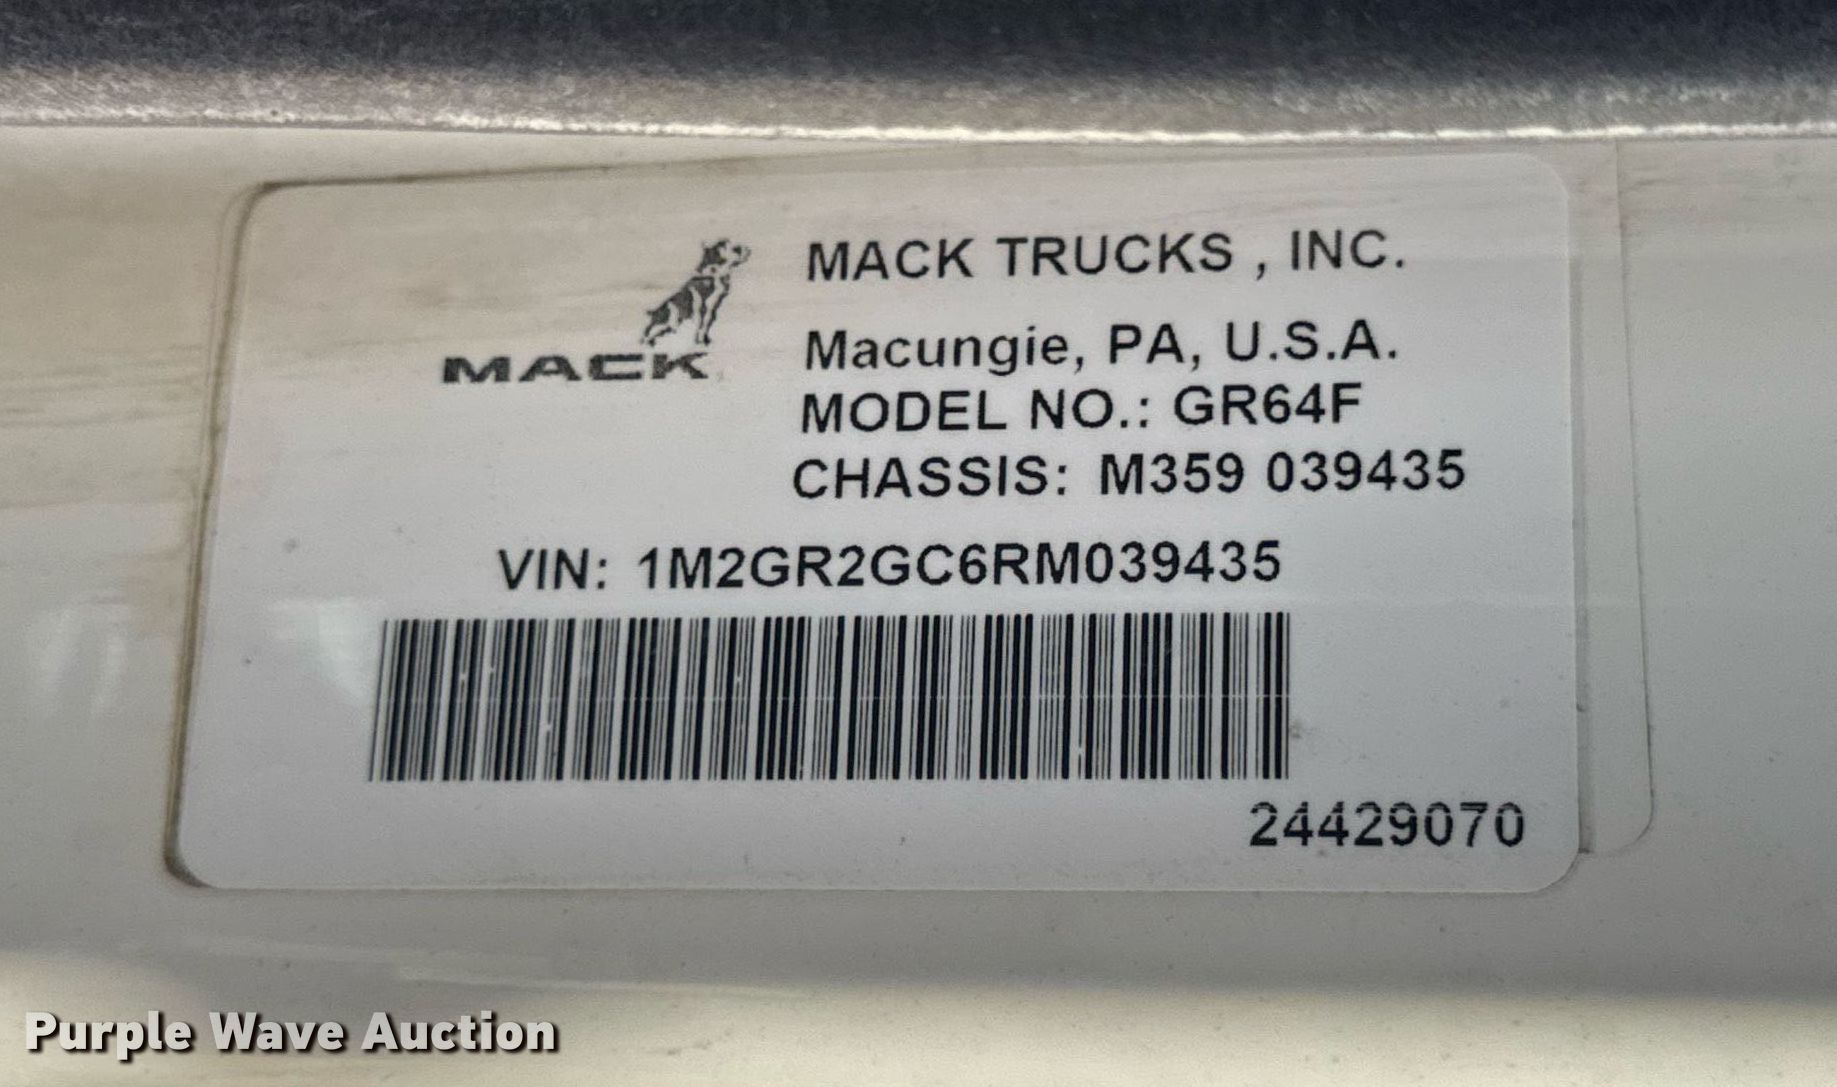 MACK
MACK TRUCKS , INC.
Macungie, PA, U.S.A.
MODEL NO.: GR64F
CHASSIS: M359 039435
VIN: 1M2GR2GC6RM039435
24429070
Purple Wave Auction